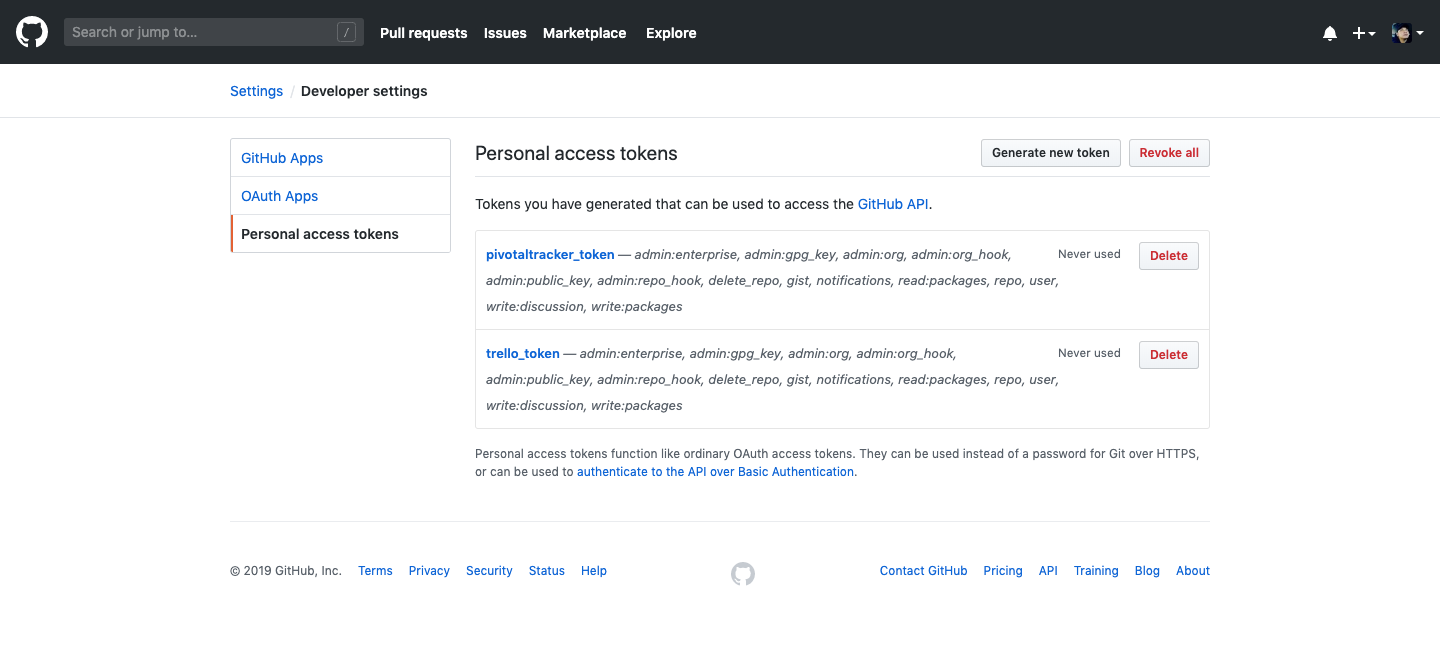 Search or jump to... /
Pull requests Issues Marketplace Explore
Settings / Developer settings
GitHub Apps
OAuth Apps
Personal access tokens
Personal access tokens
Generate new token
Revoke all
Tokens you have generated that can be used to access the GitHub API.
pivotaltracker_token — admin:enterprise, admin:gpg_key, admin:org, admin:org_hook,
admin:public_key, admin:repo_hook, delete_repo, gist, notifications, read:packages, repo, user,
write:discussion, write:packages
Never used
Delete
trello_token — admin:enterprise, admin:gpg_key, admin:org, admin:org_hook,
admin:public_key, admin:repo_hook, delete_repo, gist, notifications, read:packages, repo, user,
write:discussion, write:packages
Never used
Delete
Personal access tokens function like ordinary OAuth access tokens. They can be used instead of a password for Git over HTTPS,
or can be used to authenticate to the API over Basic Authentication.
© 2019 GitHub, Inc. Terms Privacy Security Status Help
Contact GitHub Pricing API Training Blog About